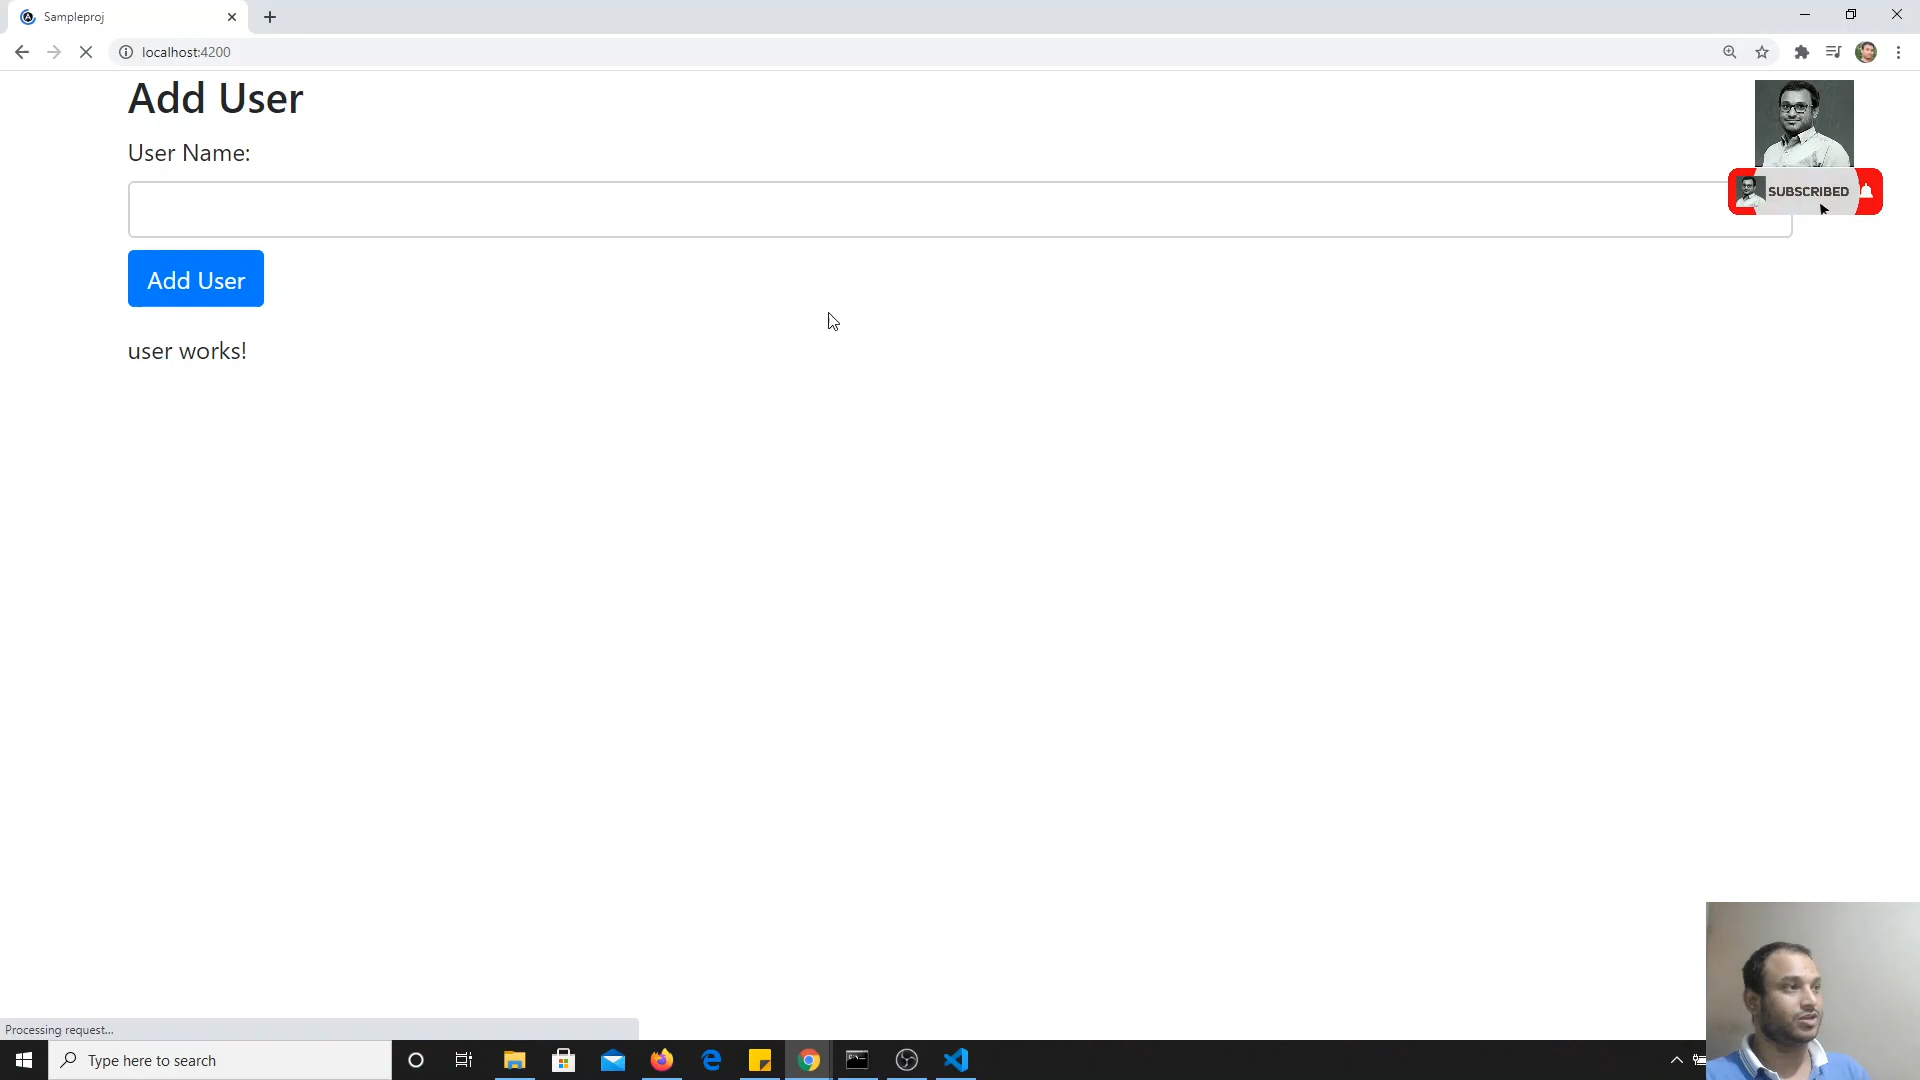 Sampleproj
localhost:4200
Add User
User Name:
SUBSCRIBED
Add User
user works!
Processing request...
Type here to search